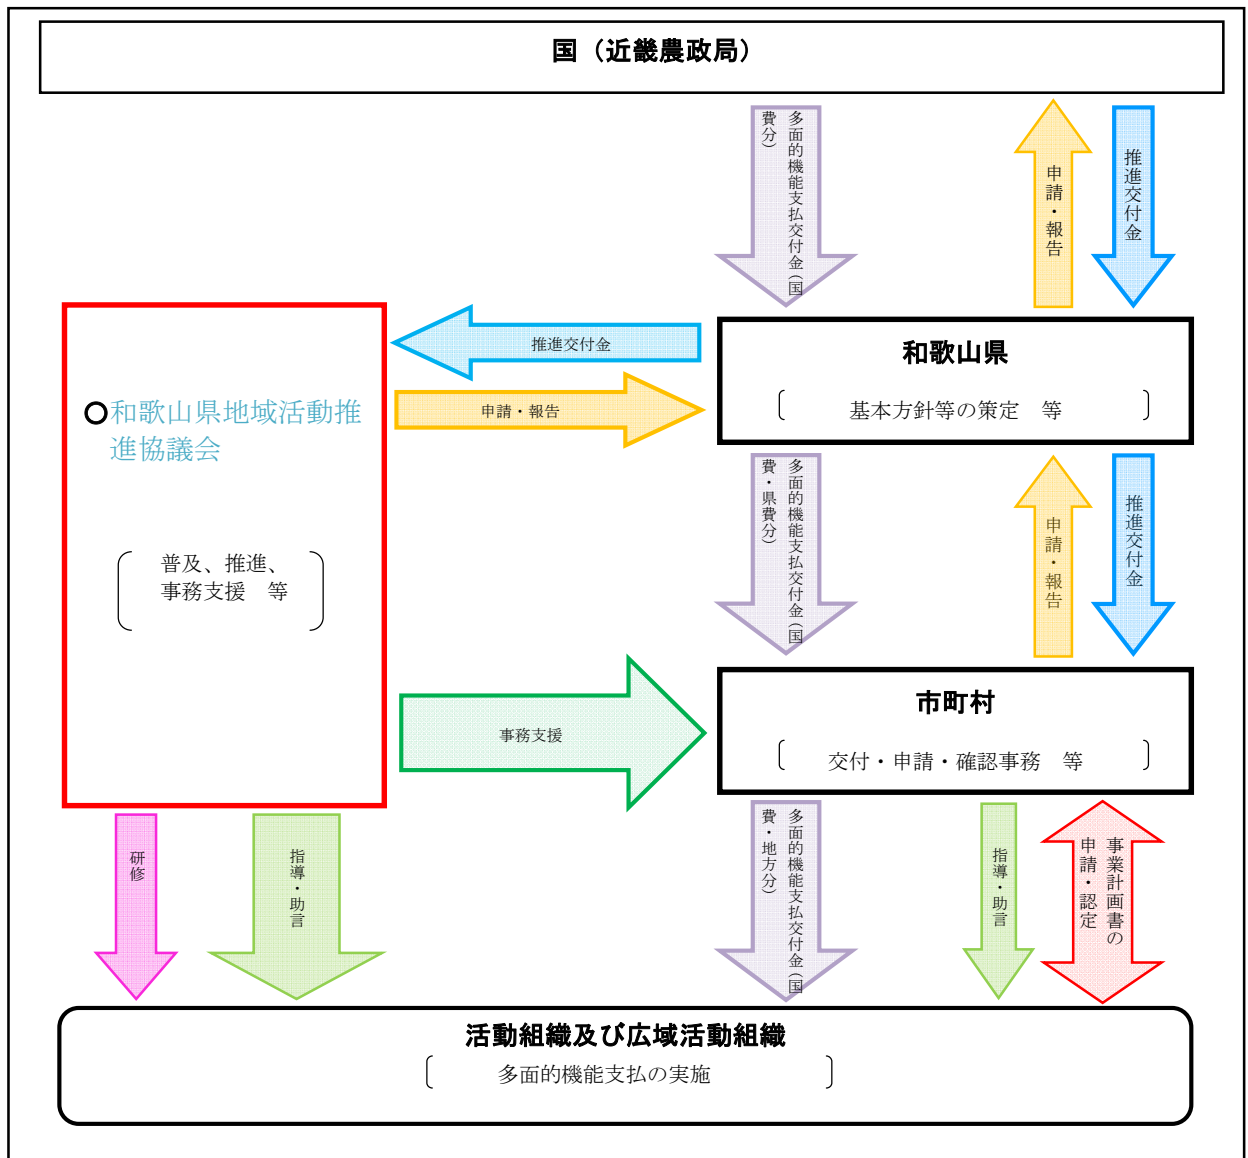 国（近畿農政局）
多面的機能支払交付金（国
費分）
申請・報告
推進交付金
推進交付金
申請・報告
和歌山県
基本方針等の策定　等
○和歌山県地域活動推
進協議会
普及、推進、
事務支援　等
多面的機能支払交付金（国
費・県費分）
申請・報告
推進交付金
事務支援
市町村
交付・申請・確認事務　等
研修
指導・助言
多面的機能支払交付金（国
費・地方分）
指導・助言
事業計画書の
申請・認定
活動組織及び広域活動組織
多面的機能支払の実施